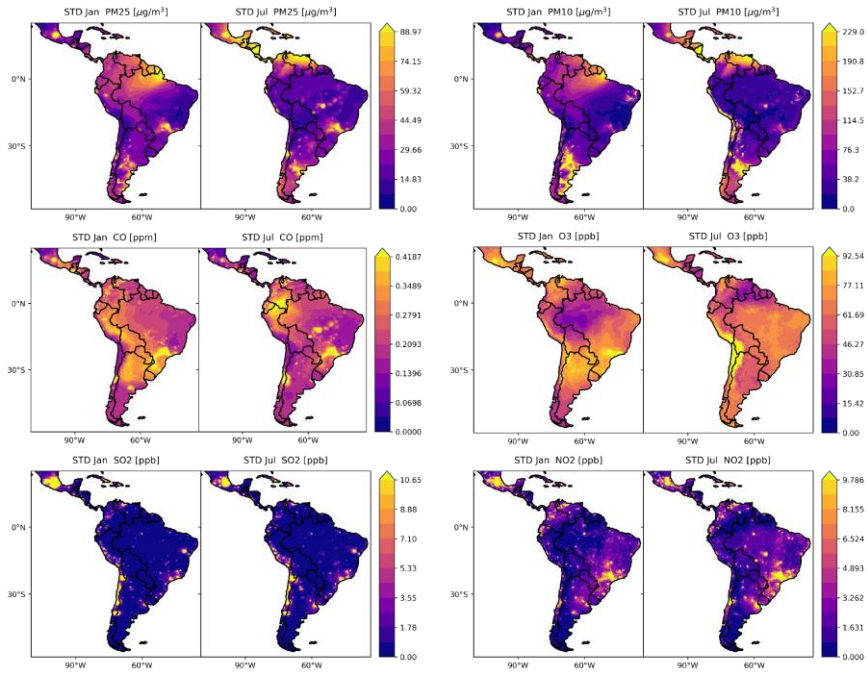 STD Jan PM25 [μg/m³] STD Jul PM25 [μg/m³]
88.97
74.15
59.32
44.49
29.66
14.83
0.00
0°N
30°S
90°W 60°W 90°W 60°W
STD Jan PM10 [μg/m³] STD Jul PM10 [μg/m³]
229.0
190.8
152.7
114.5
76.3
38.2
0.0
0°N
30°S
90°W 60°W 90°W 60°W
STD Jan CO [ppm] STD Jul CO [ppm]
0.4187
0.3489
0.2791
0.2093
0.1396
0.0698
0.0000
0°N
30°S
90°W 60°W 90°W 60°W
STD Jan O3 [ppb] STD Jul O3 [ppb]
92.54
77.11
61.69
46.27
30.85
15.42
0.00
0°N
30°S
90°W 60°W 90°W 60°W
STD Jan SO2 [ppb] STD Jul SO2 [ppb]
10.65
8.88
7.10
5.33
3.55
1.78
0.00
0°N
30°S
90°W 60°W 90°W 60°W
STD Jan NO2 [ppb] STD Jul NO2 [ppb]
9.786
8.155
6.524
4.893
3.262
1.631
0.000
0°N
30°S
90°W 60°W 90°W 60°W